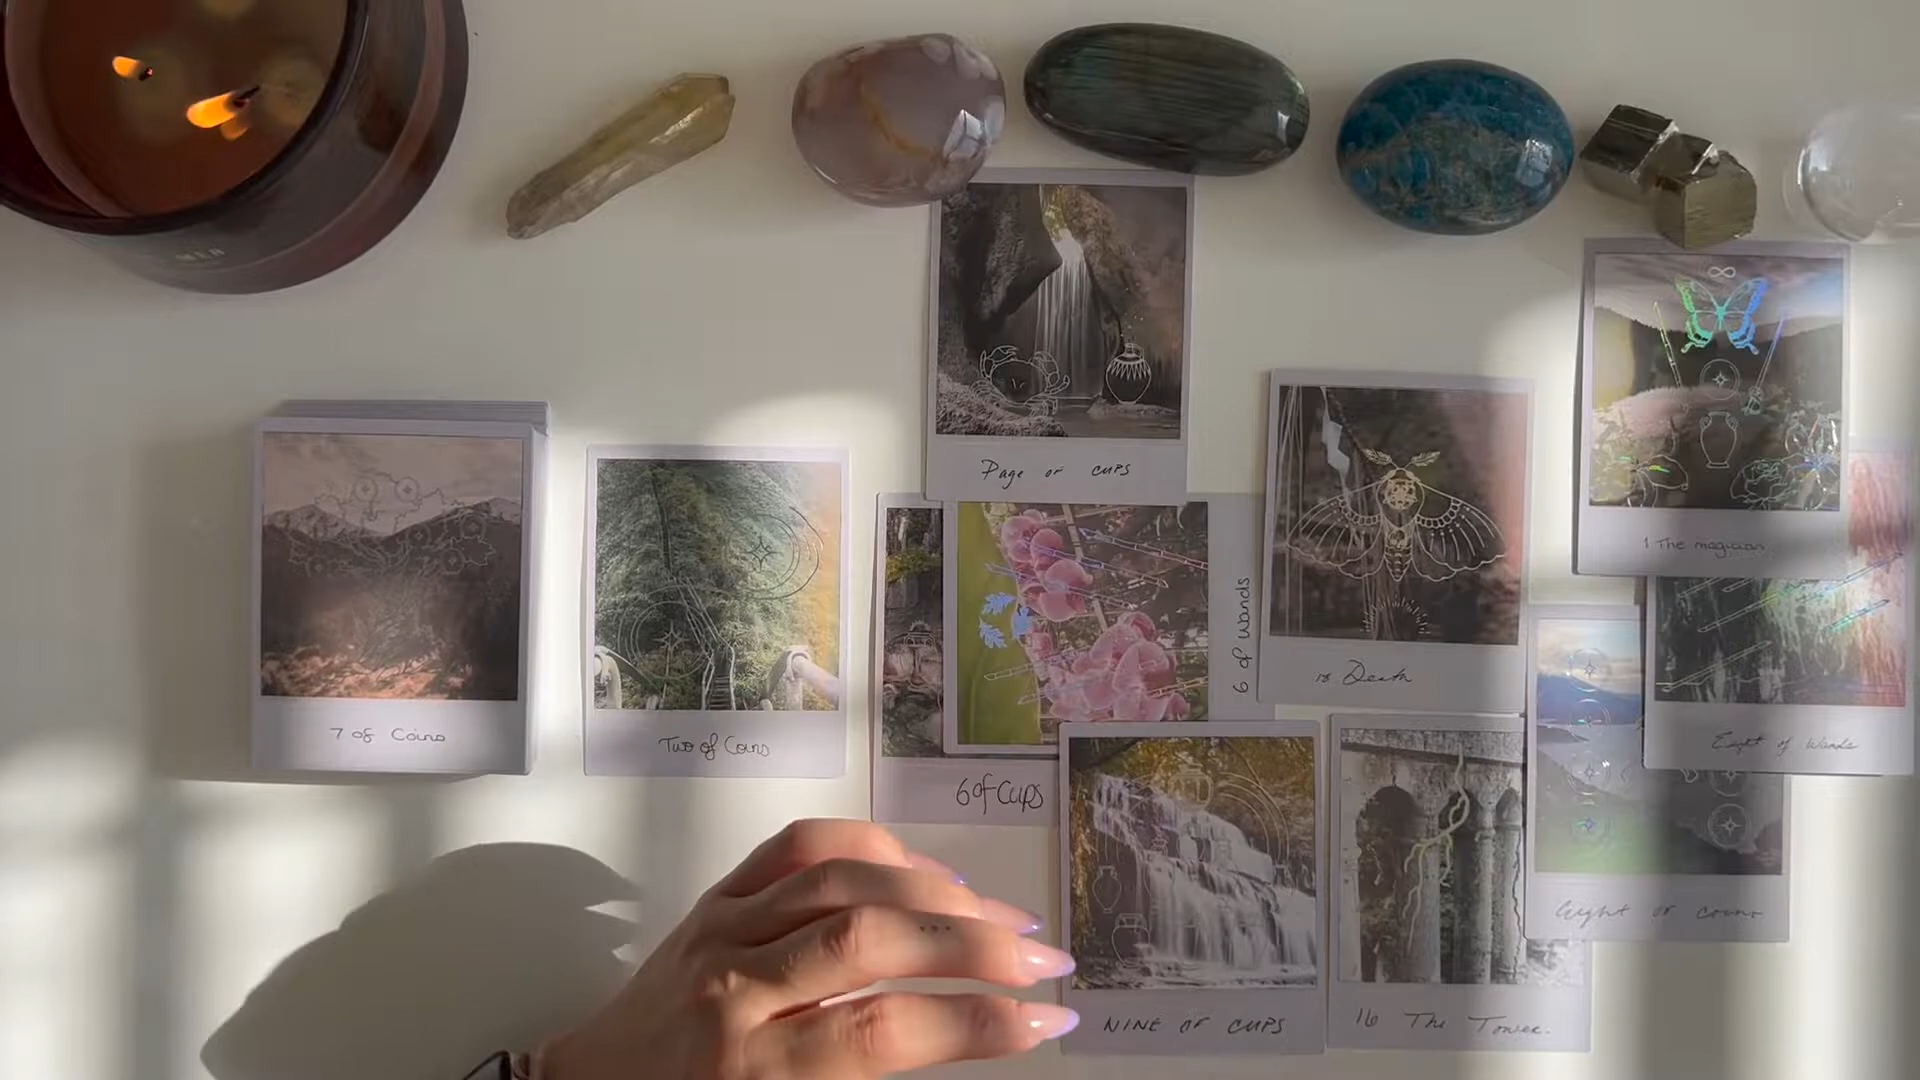 Page of cups
1 The magician
6 of Wands
13 Death
7 of Coins
Two of Coins
Eight of Wands
6 of Cups
Eight of coins
NINE OF CUPS
16 The Tower.